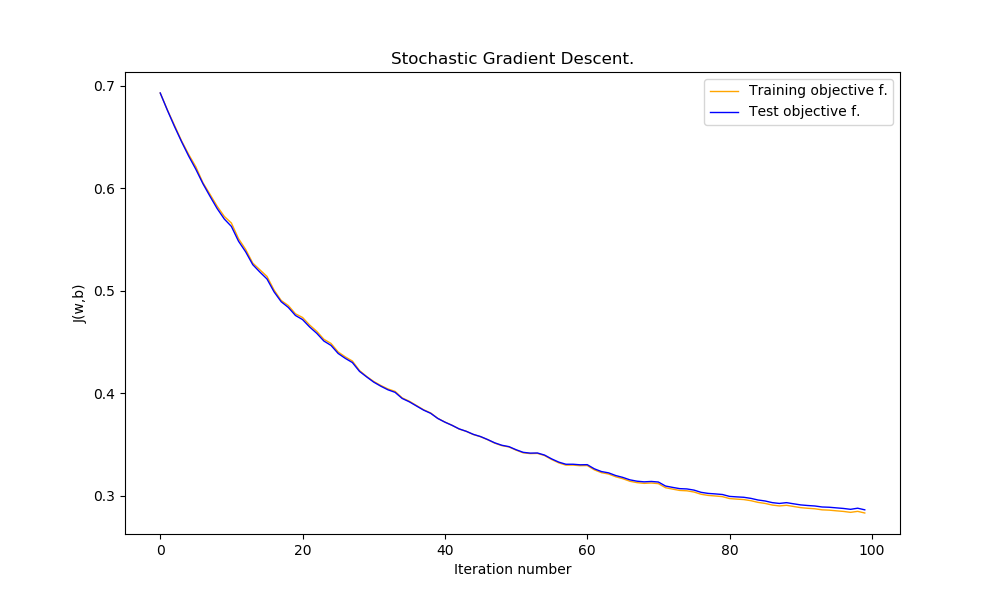 Stochastic Gradient Descent.
Training objective f.
Test objective f.
J(w,b)
0.7
0.6
0.5
0.4
0.3
0 20 40 60 80 100
Iteration number